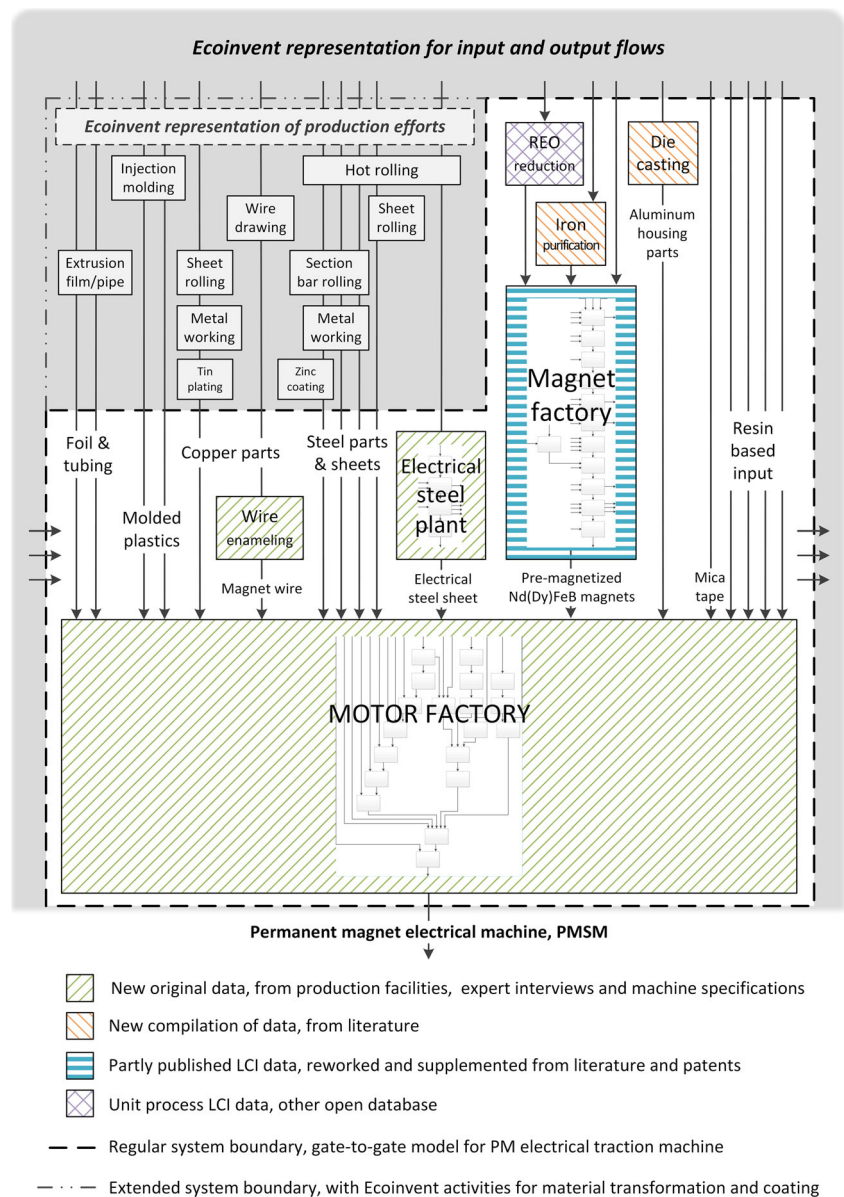 Ecoinvent representation for input and output flows
Ecoinvent representation of production efforts
Injection
molding
Hot rolling
REO
reduction
Die
casting
Wire
drawing
Sheet
rolling
Iron
purification
Aluminum
housing
parts
Extrusion
film/pipe
Sheet
rolling
Section
bar rolling
Metal
working
Metal
working
Tin
plating
Zinc
coating
Magnet
factory
Foil &
tubing
Copper parts
Steel parts
& sheets
Electrical
steel
plant
Resin
based
input
Molded
plastics
Wire
enameling
Magnet wire
Electrical
steel sheet
Pre-magnetized
Nd(Dy)FeB magnets
Mica
tape
MOTOR FACTORY
Permanent magnet electrical machine, PMSM
New original data, from production facilities, expert interviews and machine specifications
New compilation of data, from literature
Partly published LCI data, reworked and supplemented from literature and patents
Unit process LCI data, other open database
Regular system boundary, gate-to-gate model for PM electrical traction machine
Extended system boundary, with Ecoinvent activities for material transformation and coating